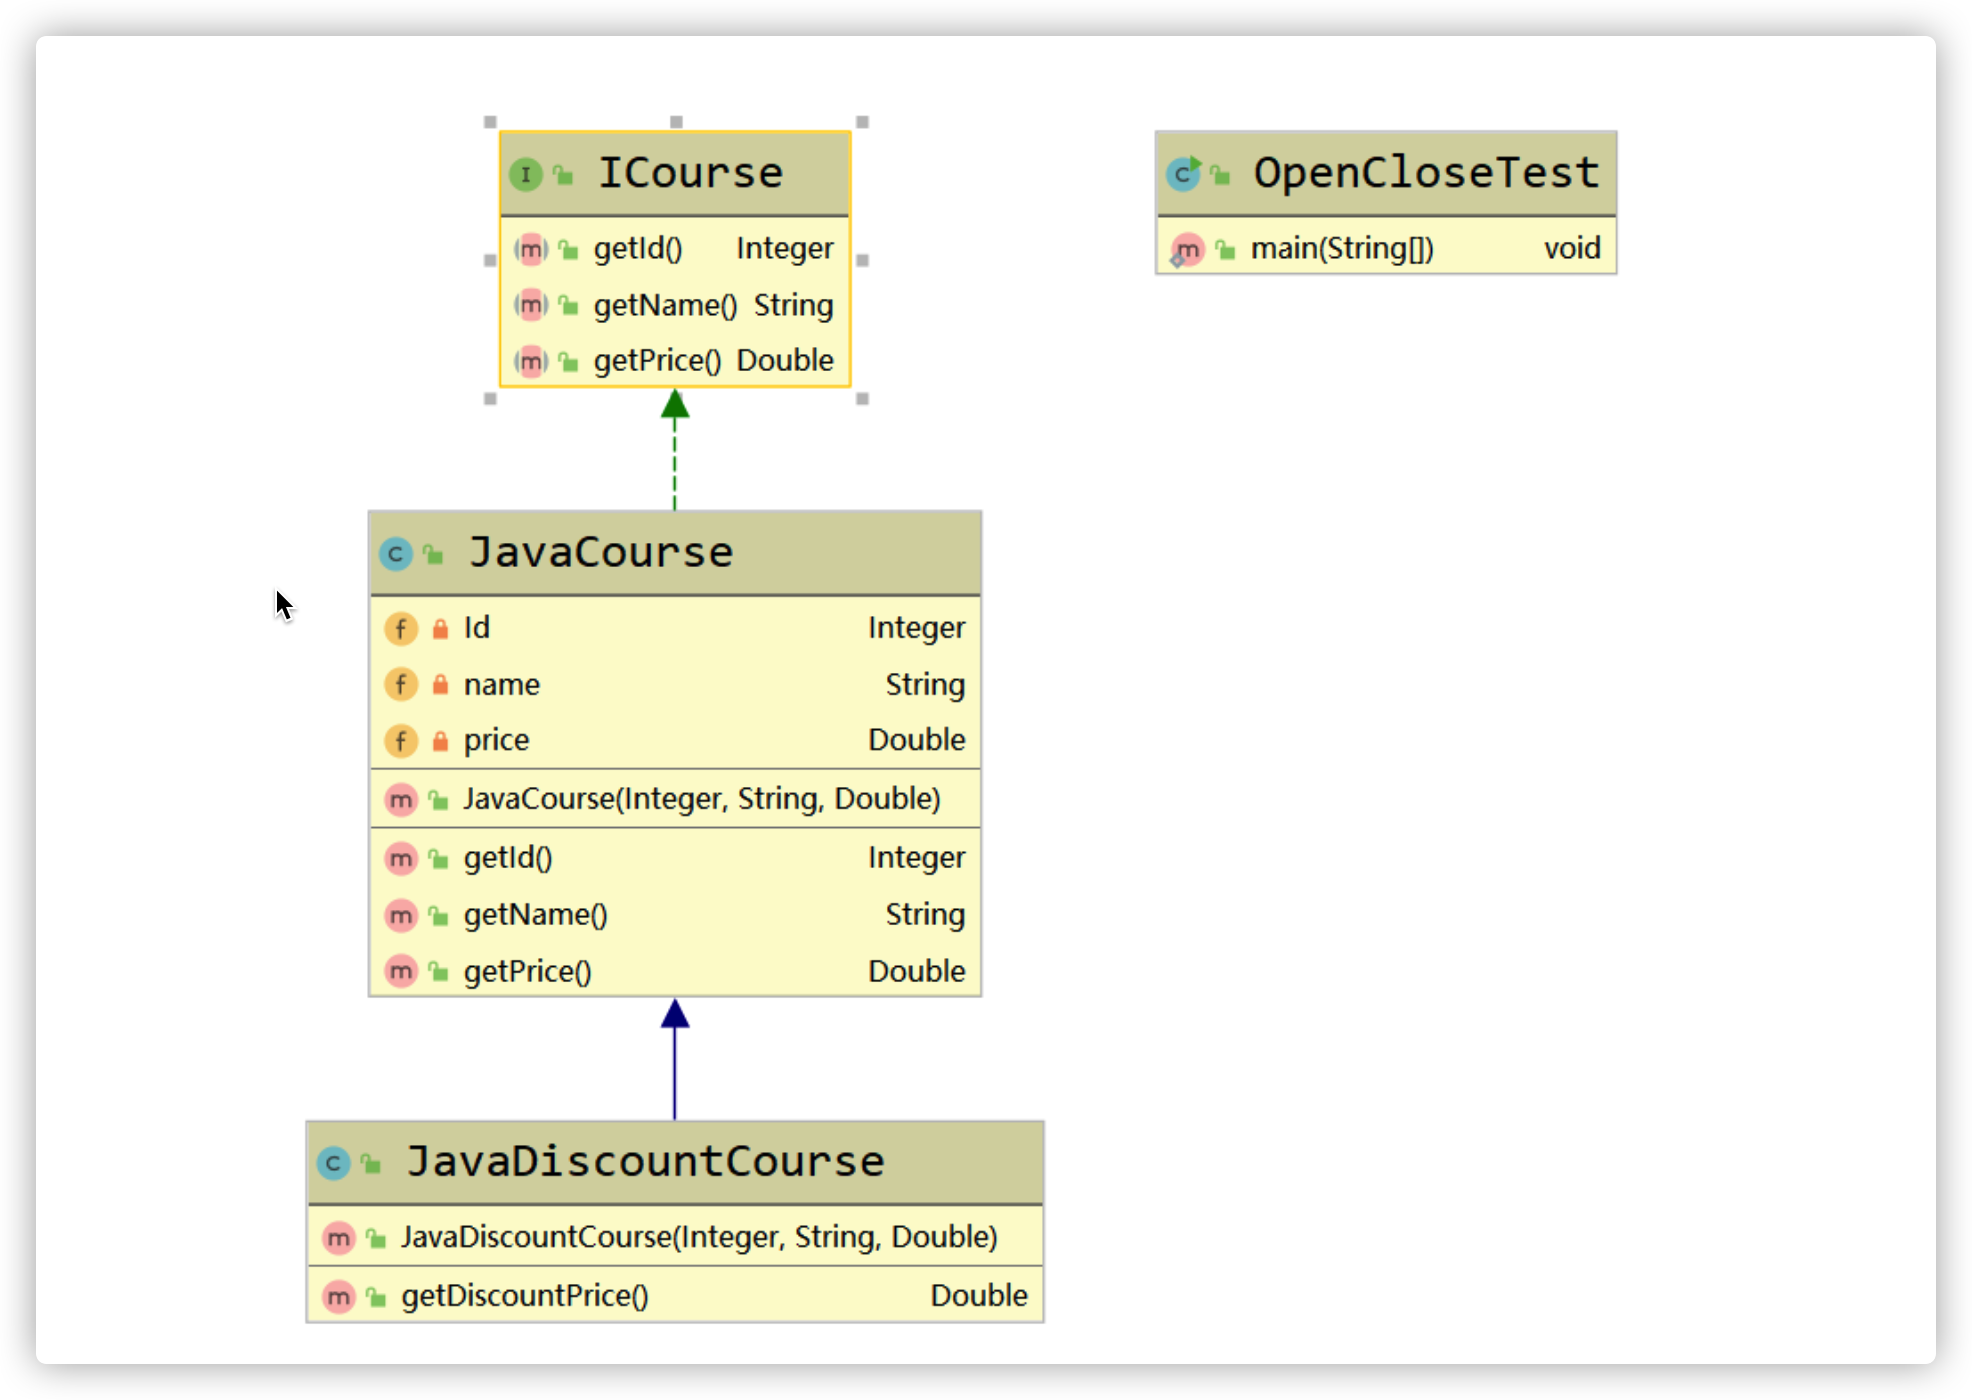 ICourse
getId() Integer
getName() String
getPrice() Double
OpenCloseTest
main(String[]) void
JavaCourse
Id Integer
name String
price Double
JavaCourse(Integer, String, Double)
getId() Integer
getName() String
getPrice() Double
JavaDiscountCourse
JavaDiscountCourse(Integer, String, Double)
getDiscountPrice() Double